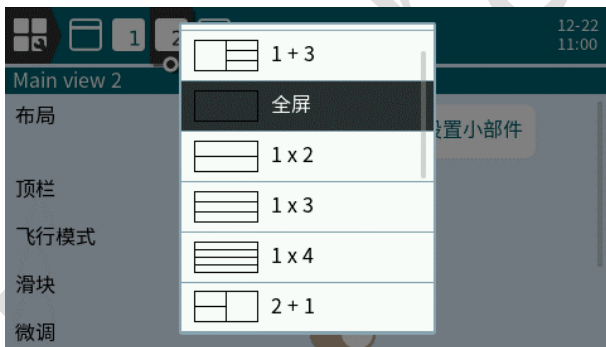 1
2
12-22
11:00
Main view 2
布局
顶栏
飞行模式
滑块
微调
1 + 3
全屏
1 x 2
1 x 3
1 x 4
2 + 1
置小部件